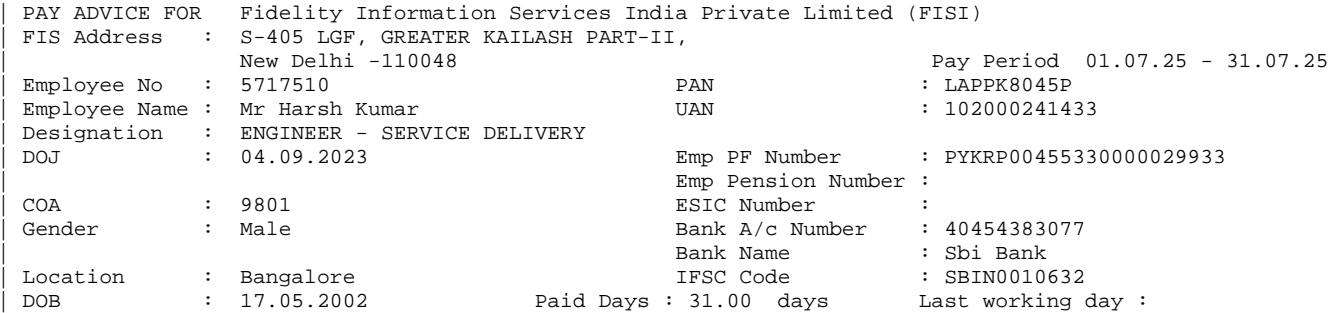 | PAY ADVICE FOR   Fidelity Information Services India Private Limited (FISI)
| FIS Address   :  S-405 LGF, GREATER KAILASH PART-II,
|                  New Delhi -110048                                     Pay Period  01.07.25 - 31.07.25
| Employee No   :  5717510                           PAN                : LAPPK8045P
| Employee Name :  Mr Harsh Kumar                    UAN                : 102000241433
| Designation   :  ENGINEER - SERVICE DELIVERY
| DOJ           :  04.09.2023                        Emp PF Number      : PYKRP00455330000029933
|                                                    Emp Pension Number :
| COA           :  9801                              ESIC Number        :
| Gender        :  Male                              Bank A/c Number    : 40454383077
|                                                    Bank Name          : Sbi Bank
| Location      :  Bangalore                         IFSC Code          : SBIN0010632
| DOB           :  17.05.2002             Paid Days : 31.00  days       Last working day :